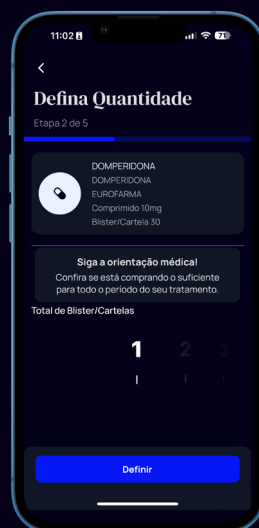 11:02
71
Defina Quantidade
Etapa 2 de 5
DOMPERIDONA
DOMPERIDONA
EUROFARMA
Comprimido 10mg
Blister/Cartela 30
Siga a orientação médica!
Confira se está comprando o suficiente
para todo o período do seu tratamento.
Total de Blister/Cartelas
1 2 3
Definir